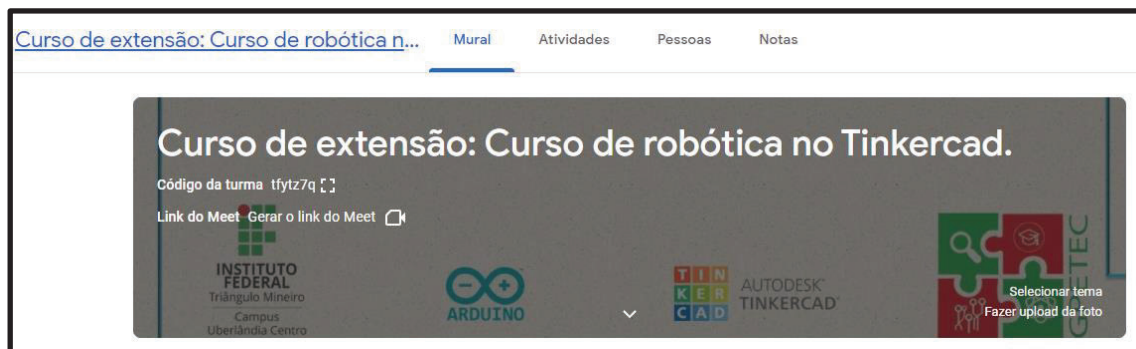 Curso de extensão: Curso de robótica n... Mural Atividades Pessoas Notas
Curso de extensão: Curso de robótica no Tinkercad.
Código da turma tfytz7q
Link do Meet Gerar o link do Meet
INSTITUTO
FEDERAL
Triângulo Mineiro
Campus
Uberlândia Centro
ARDUINO
TIN
KER
CAD
AUTODESK
TINKERCAD
GPETEC
Selecionar tema
Fazer upload da foto